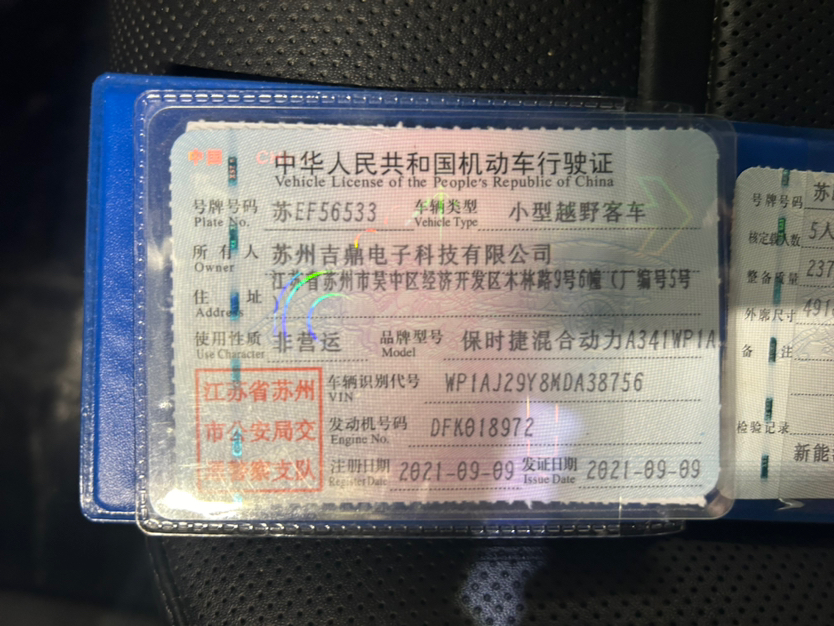 中国
中华人民共和国机动车行驶证
Vehicle License of the People's Republic of China
号牌号码 苏EF56533 车辆类型 小型越野客车
Plate No. Vehicle Type
所有人 苏州吉鼎电子科技有限公司
Owner
住址 江苏省苏州市吴中区经济开发区木林路9号6幢(厂编号5号
Address
使用性质 非营运 品牌型号 保时捷混合动力A341WP1A
Use Character Model
江苏省苏州
市公安局交
警察支队
车辆识别代号 WP1AJ29Y8MDA38756
VIN
发动机号码 DFK018972
Engine No.
注册日期 2021-09-09 发证日期 2021-09-09
Register Date Issue Date
号牌号码 苏
核定载人数 5人
整备质量 237
外廓尺寸 491
备注
检验记录
新能